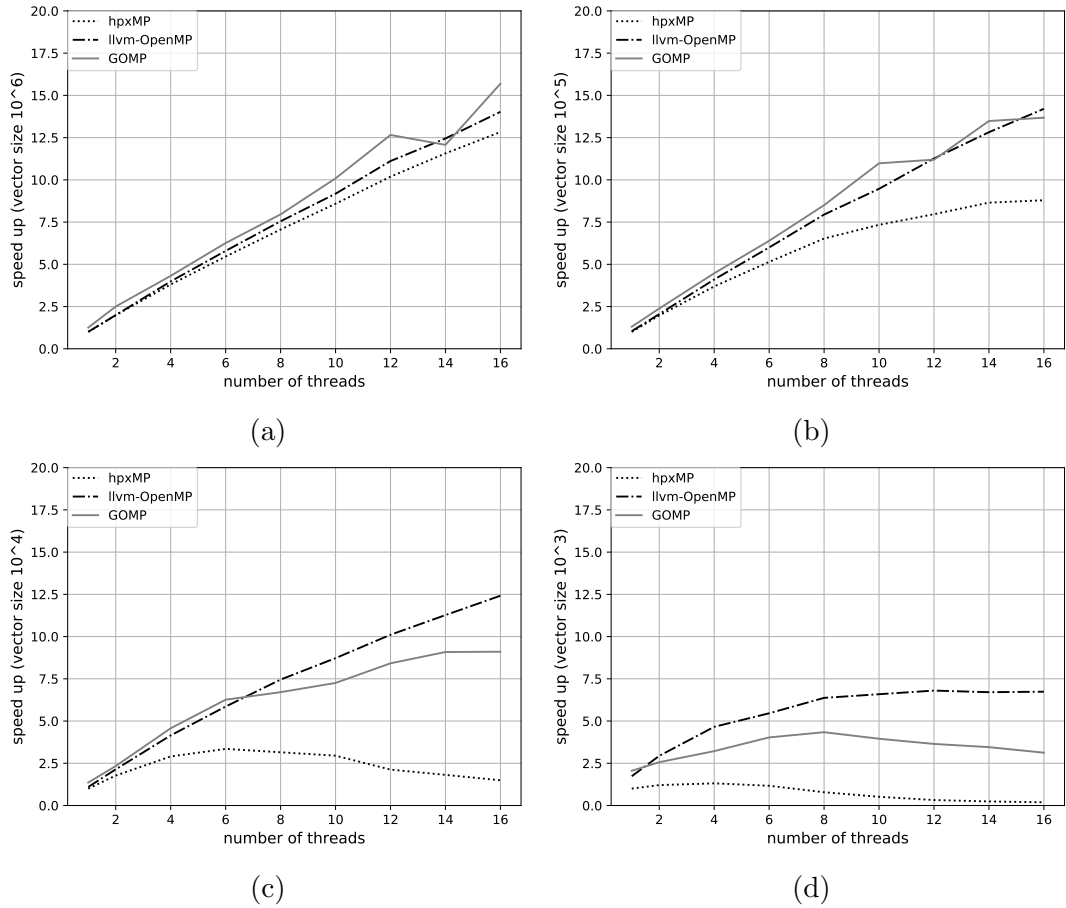 hpxMP
llvm-OpenMP
GOMP
20.0
17.5
15.0
12.5
10.0
7.5
5.0
2.5
0.0
speed up (vector size 10^6)
2 4 6 8 10 12 14 16
number of threads
(a)
hpxMP
llvm-OpenMP
GOMP
20.0
17.5
15.0
12.5
10.0
7.5
5.0
2.5
0.0
speed up (vector size 10^5)
2 4 6 8 10 12 14 16
number of threads
(b)
hpxMP
llvm-OpenMP
GOMP
20.0
17.5
15.0
12.5
10.0
7.5
5.0
2.5
0.0
speed up (vector size 10^4)
2 4 6 8 10 12 14 16
number of threads
(c)
hpxMP
llvm-OpenMP
GOMP
20.0
17.5
15.0
12.5
10.0
7.5
5.0
2.5
0.0
speed up (vector size 10^3)
2 4 6 8 10 12 14 16
number of threads
(d)